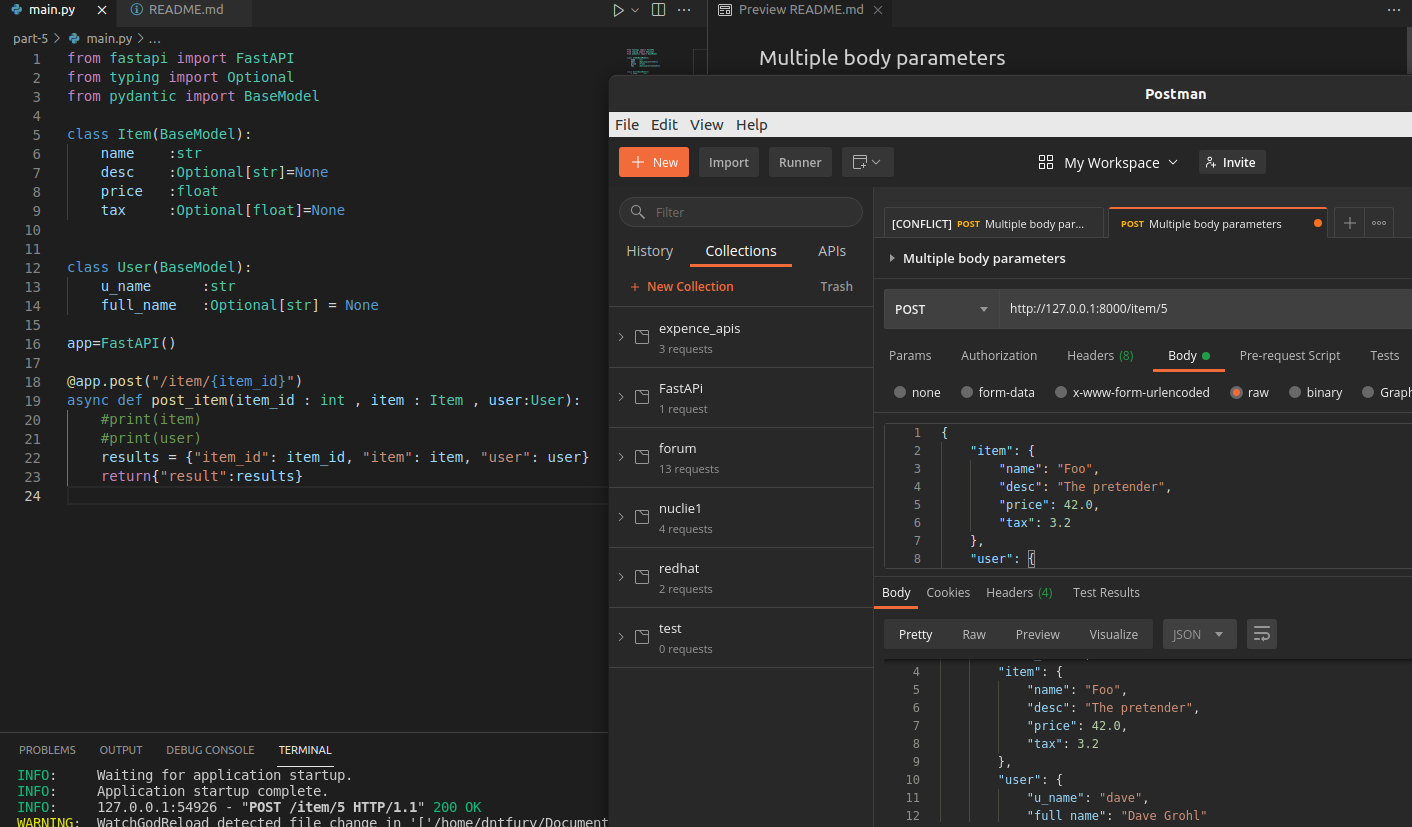 main.py
README.md
part-5 > main.py > ...
1 from fastapi import FastAPI
2 from typing import Optional
3 from pydantic import BaseModel
4
5 class Item(BaseModel):
6 name :str
7 desc :Optional[str]=None
8 price :float
9 tax :Optional[float]=None
10
11
12 class User(BaseModel):
13 u_name :str
14 full_name :Optional[str] = None
15
16 app=FastAPI()
17
18 @app.post("/item/{item_id}")
19 async def post_item(item_id : int , item : Item , user:User):
20 #print(item)
21 #print(user)
22 results = {"item_id": item_id, "item": item, "user": user}
23 return{"result":results}
24
PROBLEMS OUTPUT DEBUG CONSOLE TERMINAL
INFO: Waiting for application startup.
INFO: Application startup complete.
INFO: 127.0.0.1:54926 - "POST /item/5 HTTP/1.1" 200 OK
WARNING: WatchGodReload detected file change in '['/home/dntfury/Document
Preview README.md
Multiple body parameters
Postman
File Edit View Help
New Import Runner
My Workspace
Invite
Filter
History Collections APIs
+ New Collection Trash
expence_apis
3 requests
FastAPi
1 request
forum
13 requests
nuclie1
4 requests
redhat
2 requests
test
0 requests
[CONFLICT] POST Multiple body par...
POST Multiple body parameters
Multiple body parameters
POST http://127.0.0.1:8000/item/5
Params Authorization Headers (8) Body Pre-request Script Tests
none form-data x-www-form-urlencoded raw binary Graph
1 {
2 "item": {
3 "name": "Foo",
4 "desc": "The pretender",
5 "price": 42.0,
6 "tax": 3.2
7 },
8 "user": {
Body Cookies Headers (4) Test Results
Pretty Raw Preview Visualize JSON
4 "item": {
5 "name": "Foo",
6 "desc": "The pretender",
7 "price": 42.0,
8 "tax": 3.2
9 },
10 "user": {
11 "u_name": "dave",
12 "full_name": "Dave Grohl"